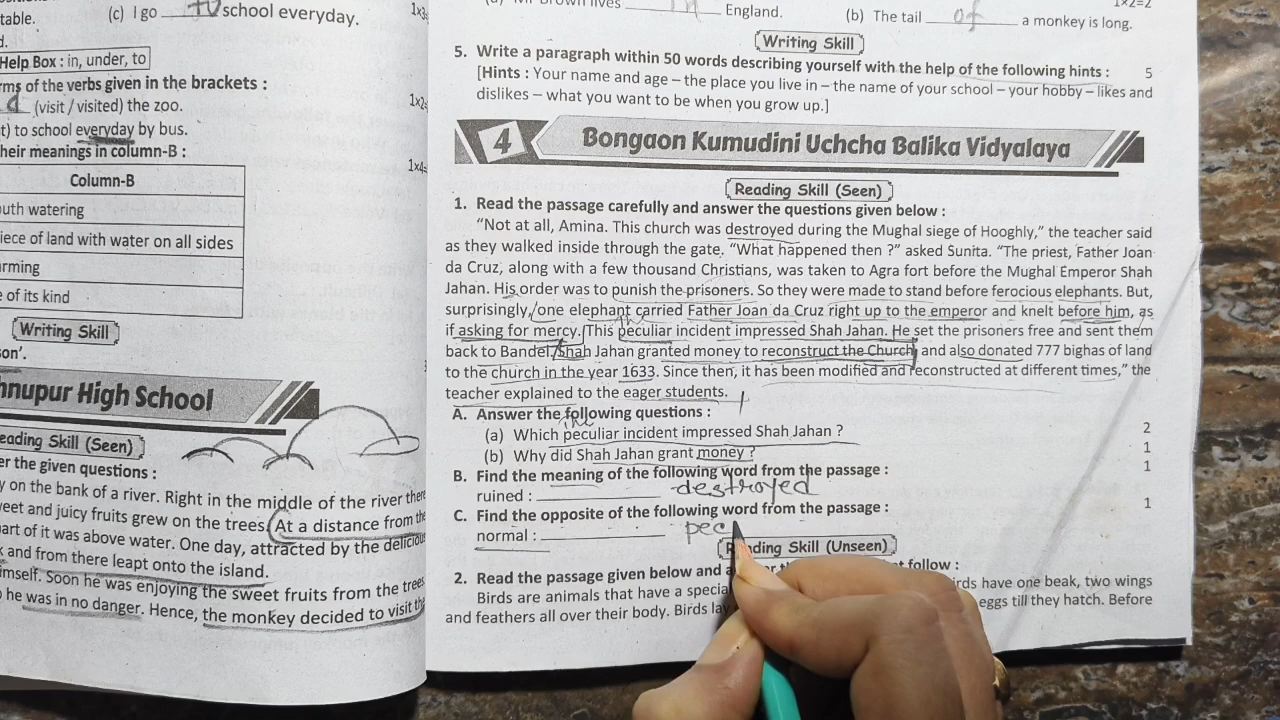 table.
(c) I go to school everyday.
1x3
d.
Help Box : in, under, to
rms of the verbs given in the brackets :
d (visit / visited) the zoo.
1x2
t) to school everyday by bus.
heir meanings in column-B :
1x4
Column-B
outh watering
iece of land with water on all sides
rming
e of its kind
Writing Skill
son'.
hnupur High School
eading Skill (Seen)
er the given questions :
y on the bank of a river. Right in the middle of the river there
veet and juicy fruits grew on the trees. At a distance from the
part of it was above water. One day, attracted by the delicious
k and from there leapt onto the island.
imself. Soon he was enjoying the sweet fruits from the trees
he was in no danger. Hence, the monkey decided to visit the
lives in England.
(b) The tail of a monkey is long.
1×2=2
Writing Skill
5. Write a paragraph within 50 words describing yourself with the help of the following hints : 5
[Hints : Your name and age – the place you live in – the name of your school – your hobby – likes and
dislikes – what you want to be when you grow up.]
4 Bongaon Kumudini Uchcha Balika Vidyalaya
Reading Skill (Seen)
1. Read the passage carefully and answer the questions given below :
"Not at all, Amina. This church was destroyed during the Mughal siege of Hooghly," the teacher said
as they walked inside through the gate. "What happened then ?" asked Sunita. "The priest, Father Joan
da Cruz, along with a few thousand Christians, was taken to Agra fort before the Mughal Emperor Shah
Jahan. His order was to punish the prisoners. So they were made to stand before ferocious elephants. But,
surprisingly, one elephant carried Father Joan da Cruz right up to the emperor and knelt before him, as
if asking for mercy. This peculiar incident impressed Shah Jahan. He set the prisoners free and sent them
back to Bandel. Shah Jahan granted money to reconstruct the Church and also donated 777 bighas of land
to the church in the year 1633. Since then, it has been modified and reconstructed at different times," the
teacher explained to the eager students.
A. Answer the following questions :
the
(a) Which peculiar incident impressed Shah Jahan ? 2
(b) Why did Shah Jahan grant money ? 1
B. Find the meaning of the following word from the passage : 1
ruined : destroyed
C. Find the opposite of the following word from the passage : 1
normal : pec
Reading Skill (Unseen)
2. Read the passage given below and follow :
Birds are animals that have a specia birds have one beak, two wings
and feathers all over their body. Birds lay eggs till they hatch. Before